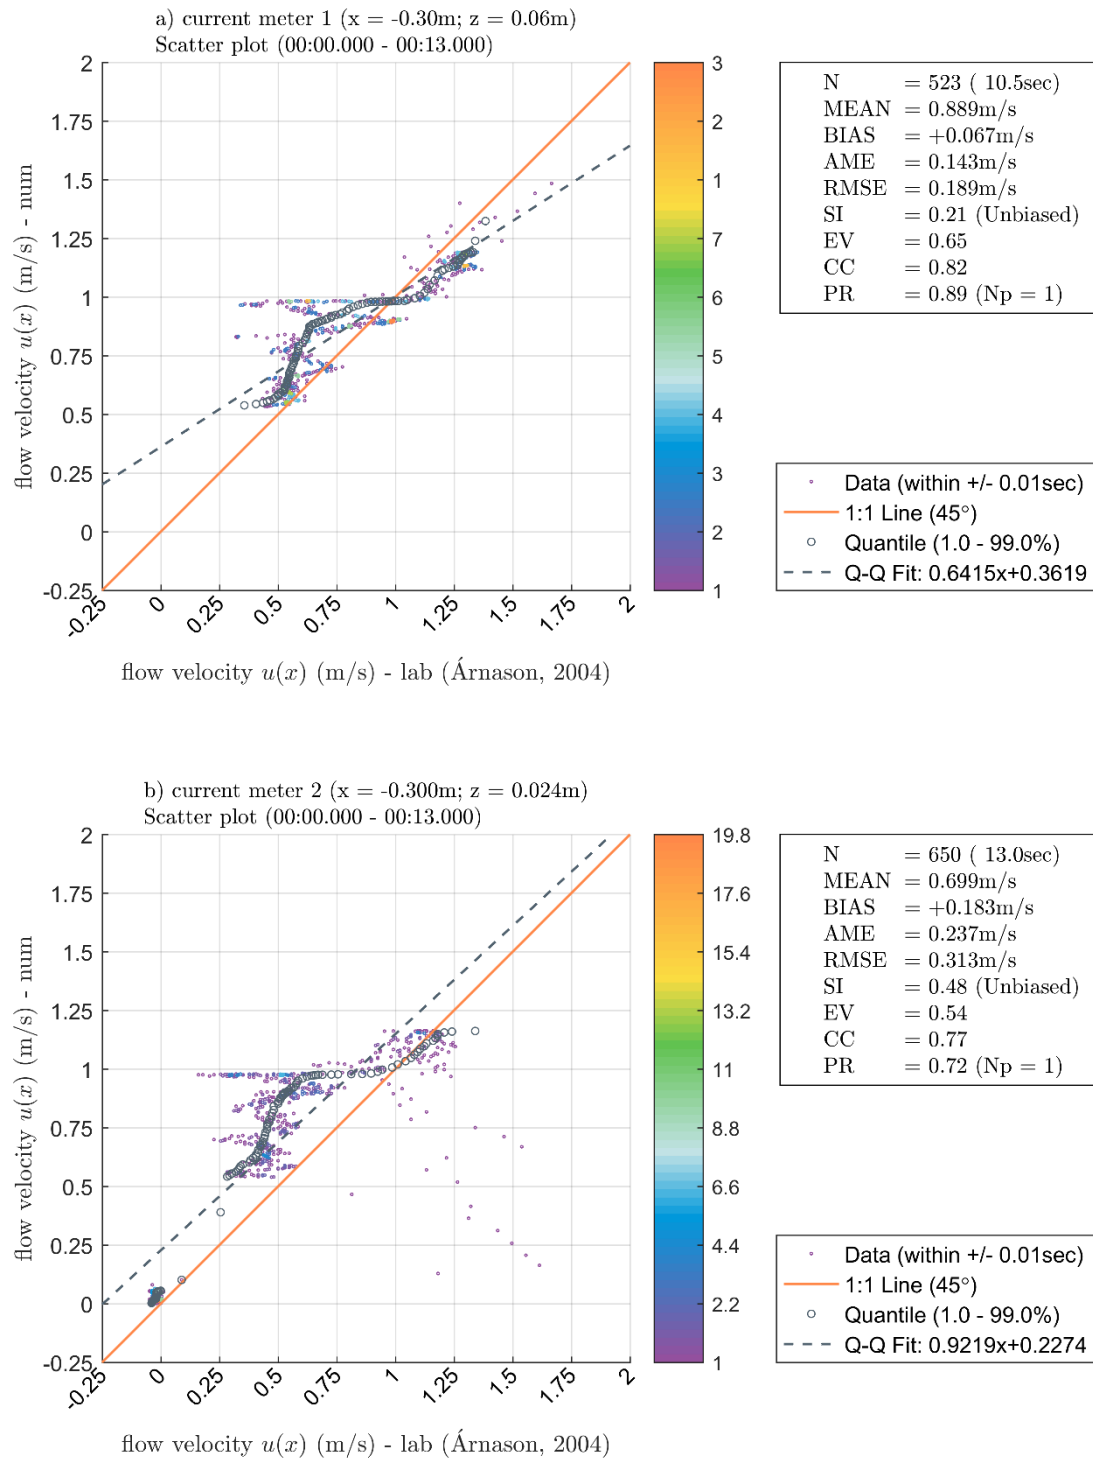 a) current meter 1 (x = -0.30m; z = 0.06m)
Scatter plot (00:00.000 - 00:13.000)
2
1.75
1.5
1.25
1
0.75
0.5
0.25
0
-0.25
flow velocity u(x) (m/s) - num
-0.25
0
0.25
0.5
0.75
1
1.25
1.5
1.75
2
flow velocity u(x) (m/s) - lab (Árnason, 2004)
3
2
1
7
6
5
4
3
2
1
N = 523 ( 10.5sec)
MEAN = 0.889m/s
BIAS = +0.067m/s
AME = 0.143m/s
RMSE = 0.189m/s
SI = 0.21 (Unbiased)
EV = 0.65
CC = 0.82
PR = 0.89 (Np = 1)
Data (within +/- 0.01sec)
1:1 Line (45°)
Quantile (1.0 - 99.0%)
Q-Q Fit: 0.6415x+0.3619
b) current meter 2 (x = -0.300m; z = 0.024m)
Scatter plot (00:00.000 - 00:13.000)
2
1.75
1.5
1.25
1
0.75
0.5
0.25
0
-0.25
flow velocity u(x) (m/s) - num
-0.25
0
0.25
0.5
0.75
1
1.25
1.5
1.75
2
flow velocity u(x) (m/s) - lab (Árnason, 2004)
19.8
17.6
15.4
13.2
11
8.8
6.6
4.4
2.2
1
N = 650 ( 13.0sec)
MEAN = 0.699m/s
BIAS = +0.183m/s
AME = 0.237m/s
RMSE = 0.313m/s
SI = 0.48 (Unbiased)
EV = 0.54
CC = 0.77
PR = 0.72 (Np = 1)
Data (within +/- 0.01sec)
1:1 Line (45°)
Quantile (1.0 - 99.0%)
Q-Q Fit: 0.9219x+0.2274